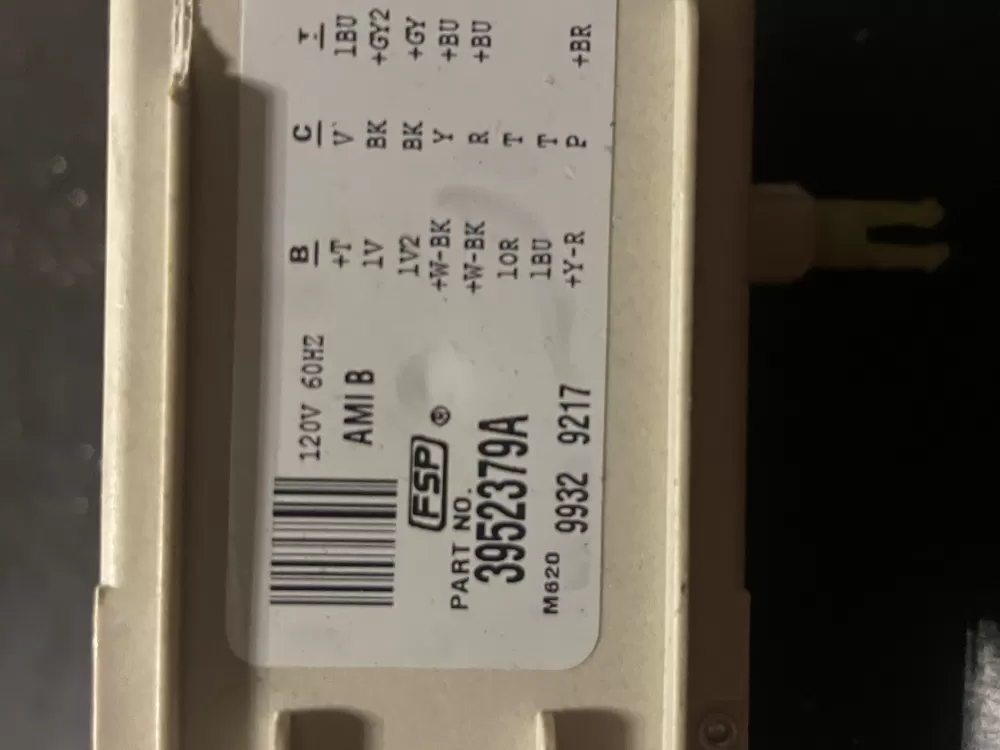 120V 60HZ B C T
AMI B +T V 1BU
1V BK +GY2
1V2 BK +GY
FSP ® +W-BK Y +BU
PART NO. +W-BK R +BU
3952379A 1OR T
M620 1BU T
9932 9217 +Y-R P +BR